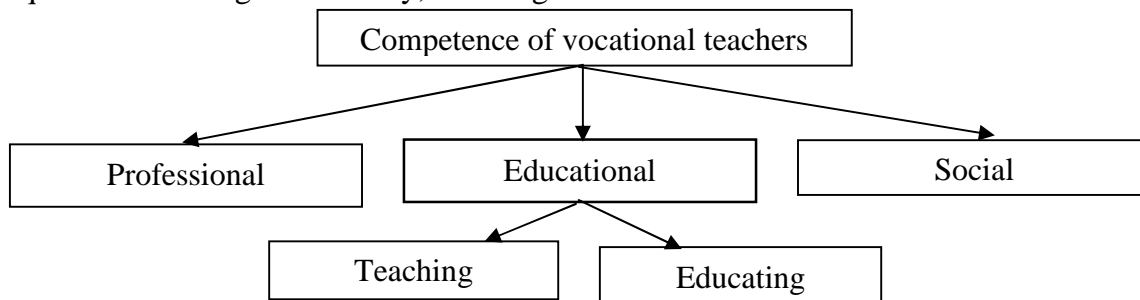 Competence of vocational teachers
Professional
Educational
Social
Teaching
Educating